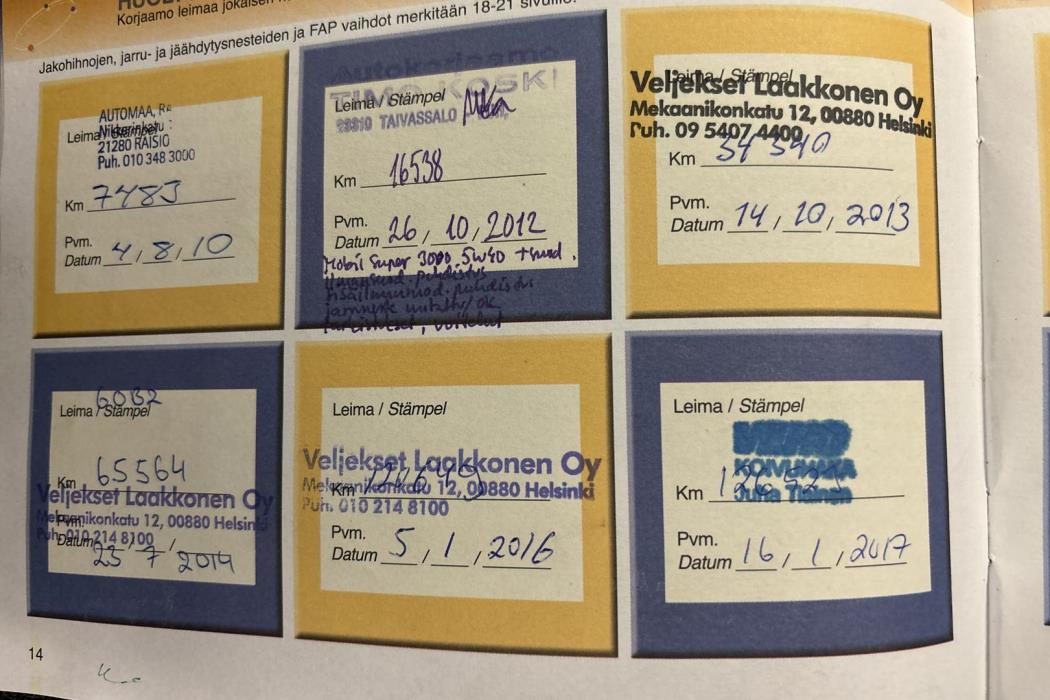 Korjaamo leimaa jokaisen
Jakohihnojen, jarru- ja jäähdytysnesteiden ja FAP vaihdot merkitään 18-21 sivuille.
AUTOMAA,
Leima / Stämpel
21280 RAISIO
Puh. 010 348 3000
Km 7483
Pvm.
Datum 4, 8, 10
Autokorjaamo
TIMO KOSKI
Leima / Stämpel
TAIVASSALO
Km 16538
Pvm.
Datum 26, 10, 2012
Mobil Super 3000 5W40
Leima / Stämpel
Veljekset Laakkonen Oy
Mekaanikonkatu 12, 00880 Helsinki
Puh. 09 5407 4400
Km 34340
Pvm.
Datum 14, 10, 2013
Leima / Stämpel
Km 65564
Veljekset Laakkonen Oy
Mekaanikonkatu 12, 00880 Helsinki
Pvm.
Puh. 010 214 8100
Datum 23 7 2014
Leima / Stämpel
Veljekset Laakkonen Oy
Mekaanikonkatu 12, 00880 Helsinki
Km
Puh. 010 214 8100
Pvm.
Datum 5, 1, 2016
Leima / Stämpel
Km
Pvm.
Datum 16, 1, 2017
14